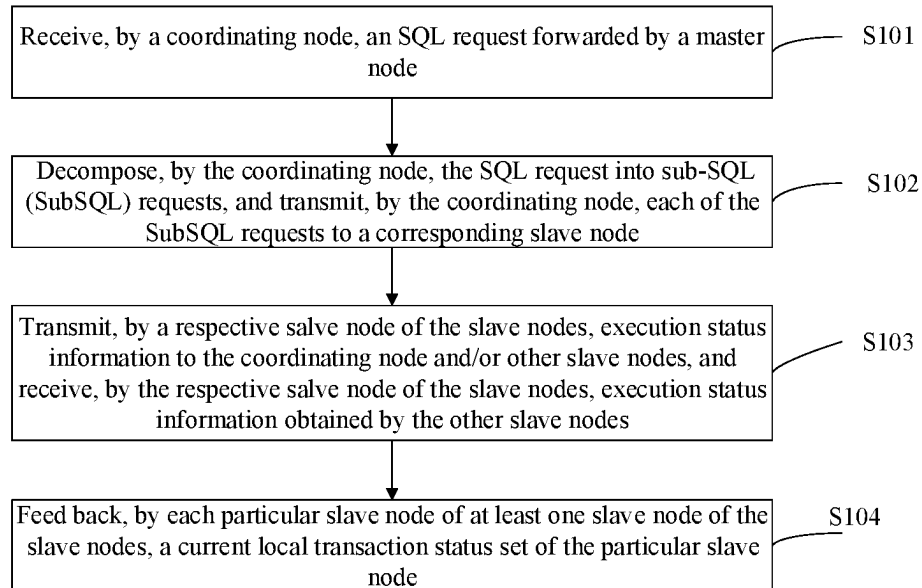 Receive, by a coordinating node, an SQL request forwarded by a master
node
S101
Decompose, by the coordinating node, the SQL request into sub-SQL
(SubSQL) requests, and transmit, by the coordinating node, each of the
SubSQL requests to a corresponding slave node
S102
Transmit, by a respective salve node of the slave nodes, execution status
information to the coordinating node and/or other slave nodes, and
receive, by the respective salve node of the slave nodes, execution status
information obtained by the other slave nodes
S103
Feed back, by each particular slave node of at least one slave node of the
slave nodes, a current local transaction status set of the particular slave
node
S104